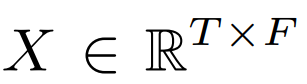 X ∈ ℝ^{T×F}